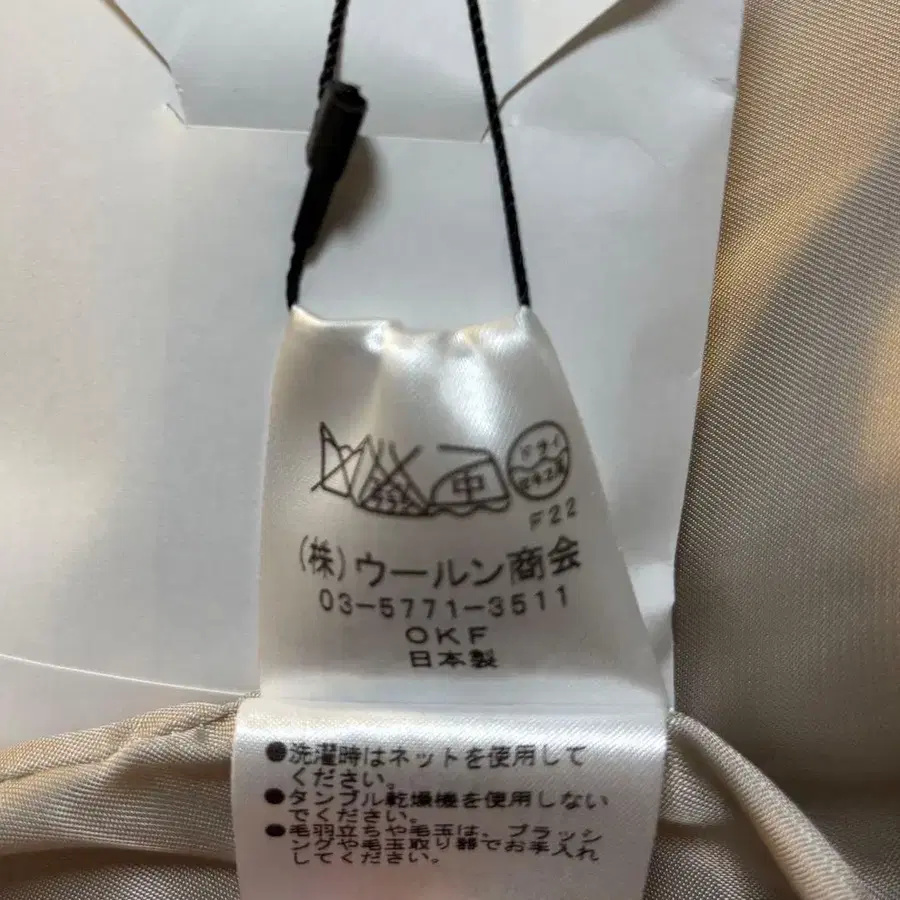 中
ドライ
F22
(株)ウールン商会
03-5771-3511
OKF
日本製
●洗濯時はネットを使用して
ください。
●タンブル乾燥機を使用しない
でください。
●毛羽立ちや毛玉は、ブラッシ
ングや毛玉取り器でお手入れ
してください。